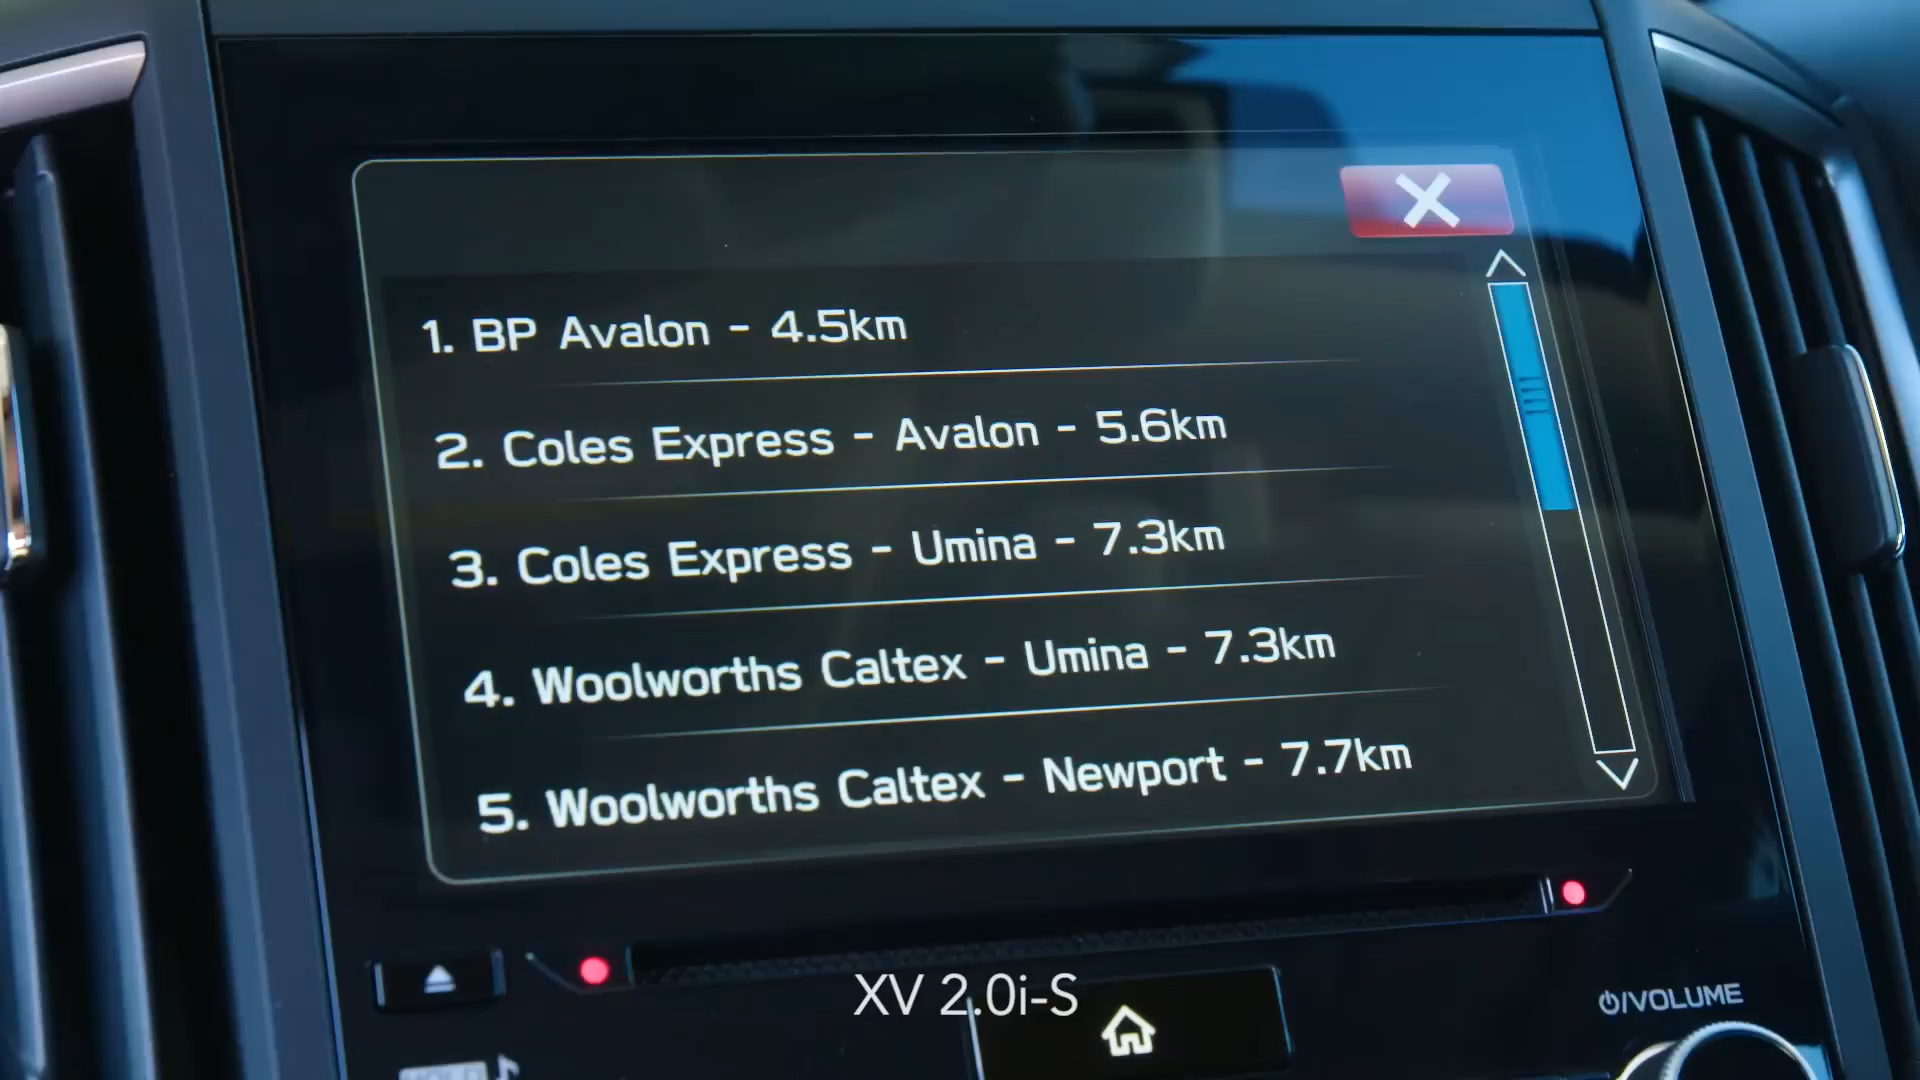 1. BP Avalon - 4.5km
2. Coles Express - Avalon - 5.6km
3. Coles Express - Umina - 7.3km
4. Woolworths Caltex - Umina - 7.3km
5. Woolworths Caltex - Newport - 7.7km
XV 2.0i-S
/VOLUME